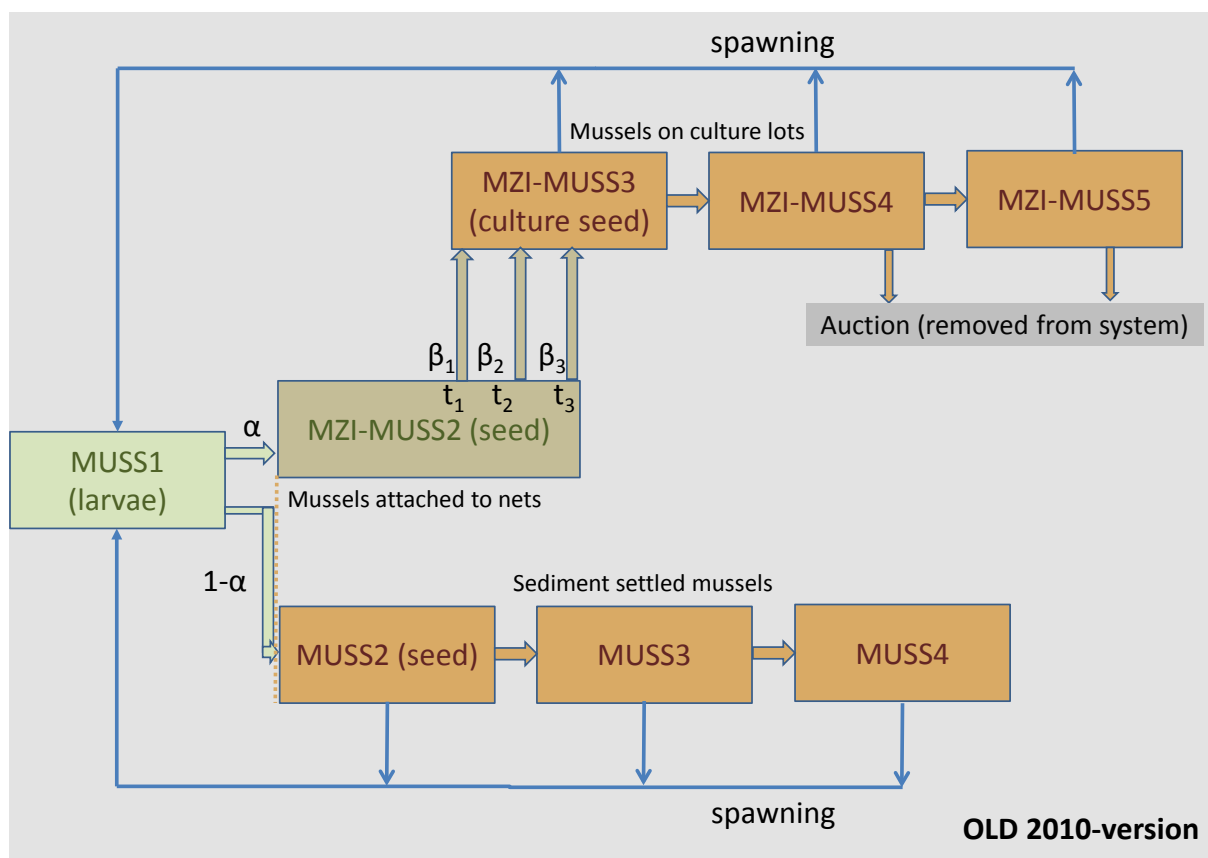 spawning
Mussels on culture lots
MZI-MUSS3
(culture seed)
MZI-MUSS4
MZI-MUSS5
Auction (removed from system)
β₁ β₂ β₃
t₁ t₂ t₃
α
MZI-MUSS2 (seed)
MUSS1
(larvae)
Mussels attached to nets
1-α
Sediment settled mussels
MUSS2 (seed)
MUSS3
MUSS4
spawning
OLD 2010-version